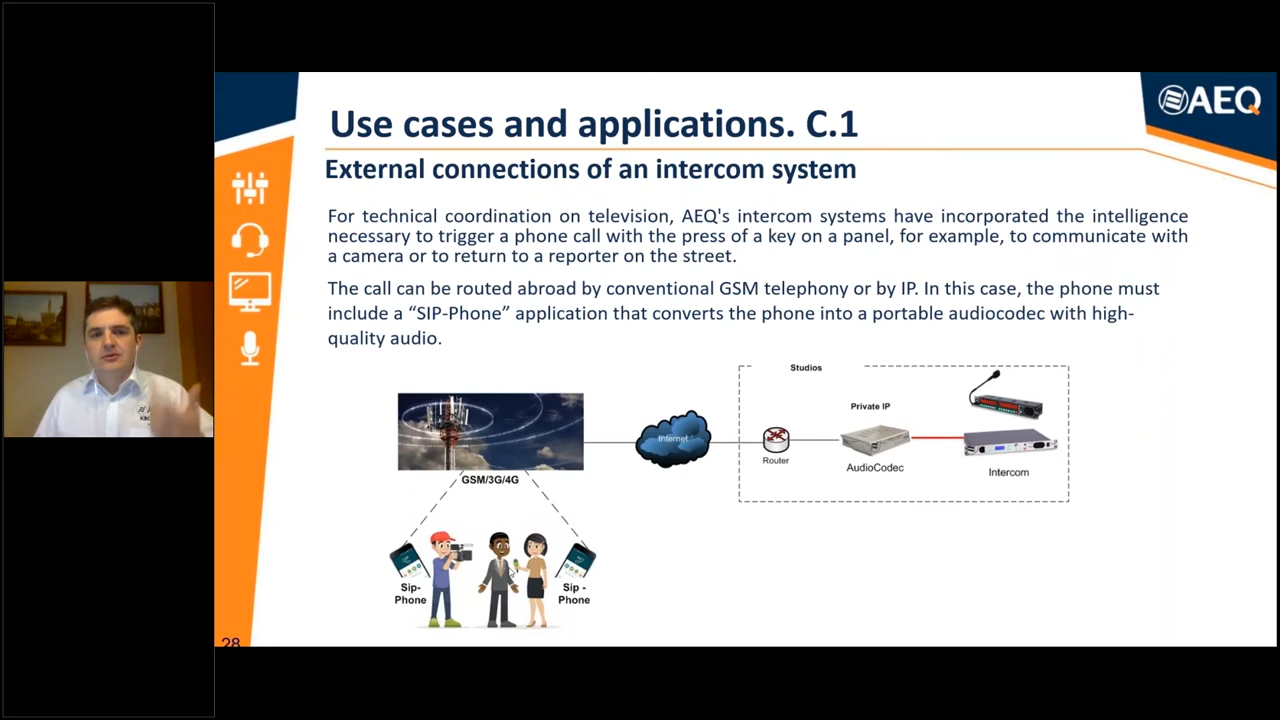 AEQ
Use cases and applications. C.1
External connections of an intercom system
For technical coordination on television, AEQ's intercom systems have incorporated the intelligence
necessary to trigger a phone call with the press of a key on a panel, for example, to communicate with
a camera or to return to a reporter on the street.
The call can be routed abroad by conventional GSM telephony or by IP. In this case, the phone must
include a “SIP-Phone” application that converts the phone into a portable audiocodec with high-
quality audio.
Studios
Private IP
Internet
Router
AudioCodec
Intercom
GSM/3G/4G
Sip-
Phone
Sip -
Phone
28